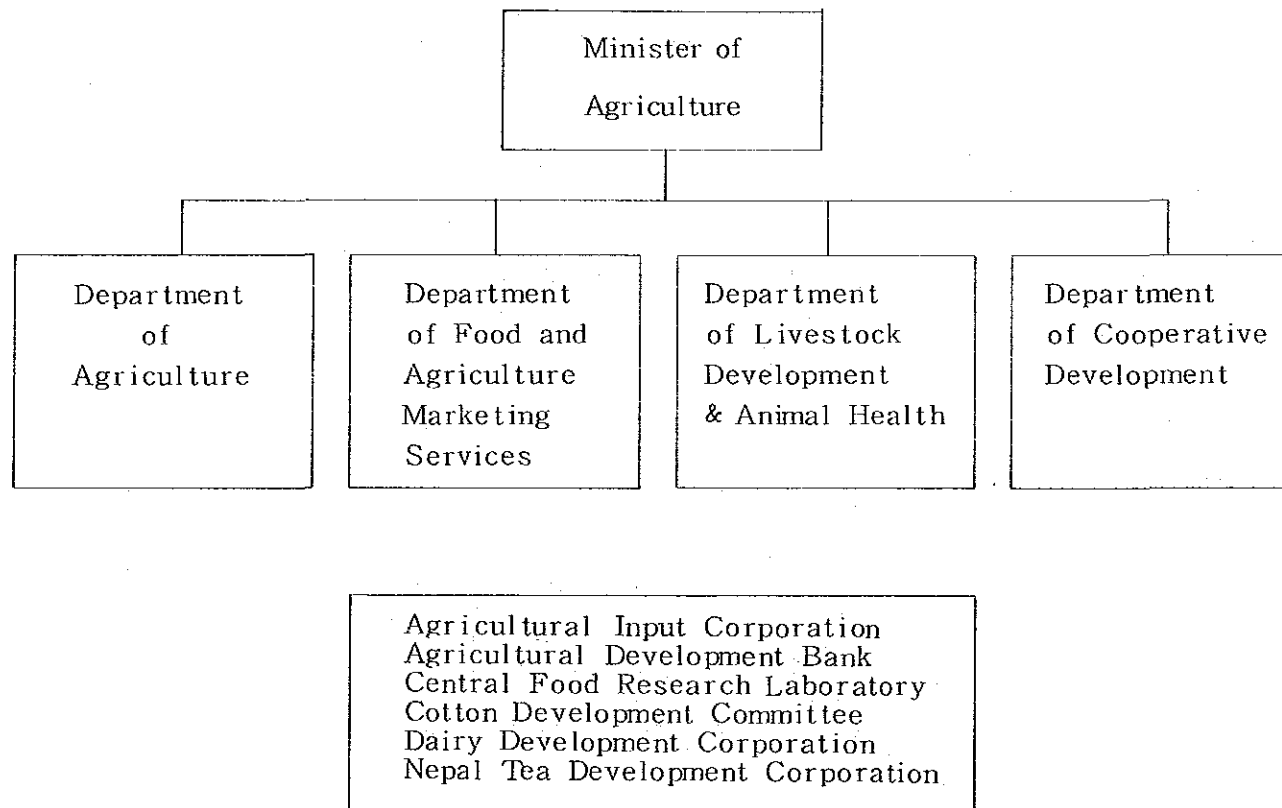 Minister of
Agriculture
Department
of
Agriculture
Department
of Food and
Agriculture
Marketing
Services
Department
of Livestock
Development
& Animal Health
Department
of Cooperative
Development
Agricultural Input Corporation
Agricultural Development Bank
Central Food Research Laboratory
Cotton Development Committee
Dairy Development Corporation
Nepal Tea Development Corporation